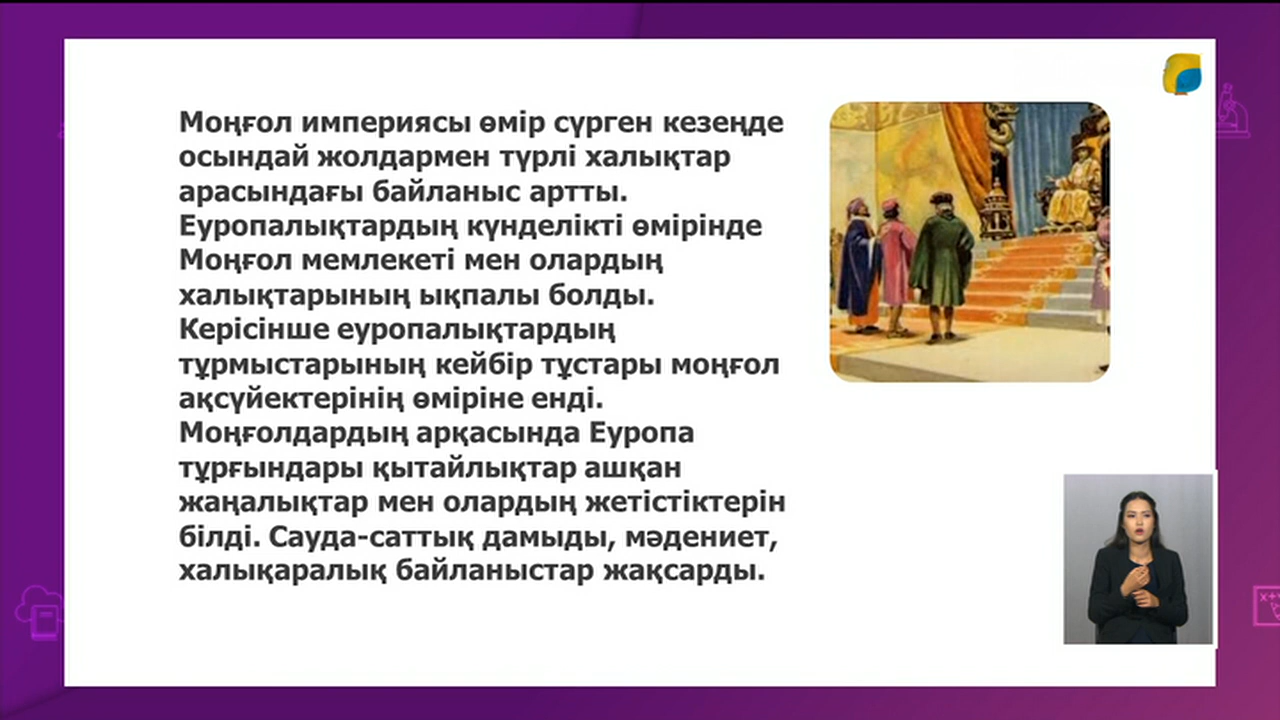 Моңғол империясы өмір сүрген кезеңде
осындай жолдармен түрлі халықтар
арасындағы байланыс артты.
Еуропалықтардың күнделікті өмірінде
Моңғол мемлекеті мен олардың
халықтарының ықпалы болды.
Керісінше еуропалықтардың
тұрмыстарының кейбір тұстары моңғол
ақсүйектерінің өміріне енді.
Моңғолдардың арқасында Еуропа
тұрғындары қытайлықтар ашқан
жаңалықтар мен олардың жетістіктерін
білді. Сауда-саттық дамыды, мәдениет,
халықаралық байланыстар жақсарды.